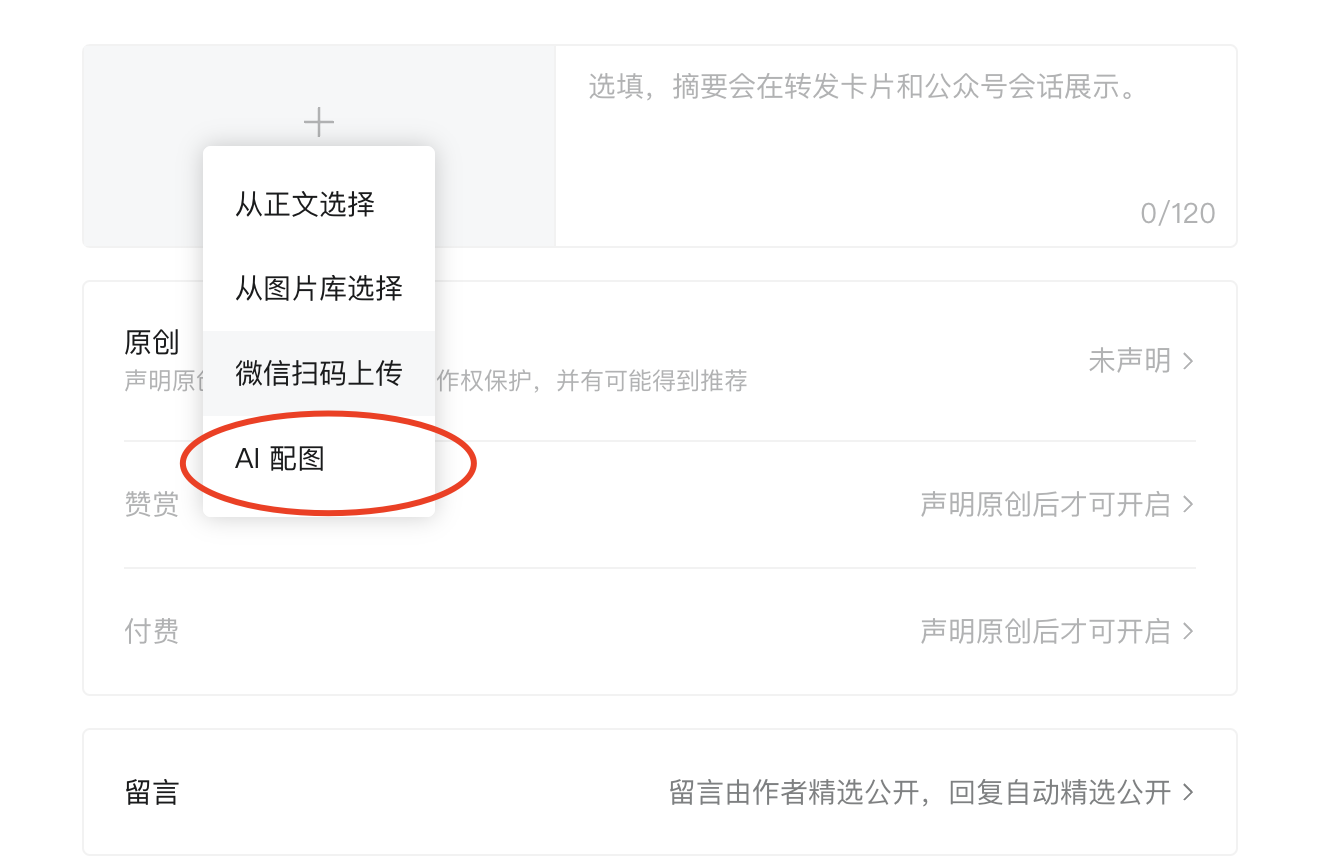 选填，摘要会在转发卡片和公众号会话展示。
0/120
从正文选择
从图片库选择
微信扫码上传
AI 配图
原创
声明原创
作权保护，并有可能得到推荐
未声明
赞赏
声明原创后才可开启
付费
声明原创后才可开启
留言
留言由作者精选公开，回复自动精选公开